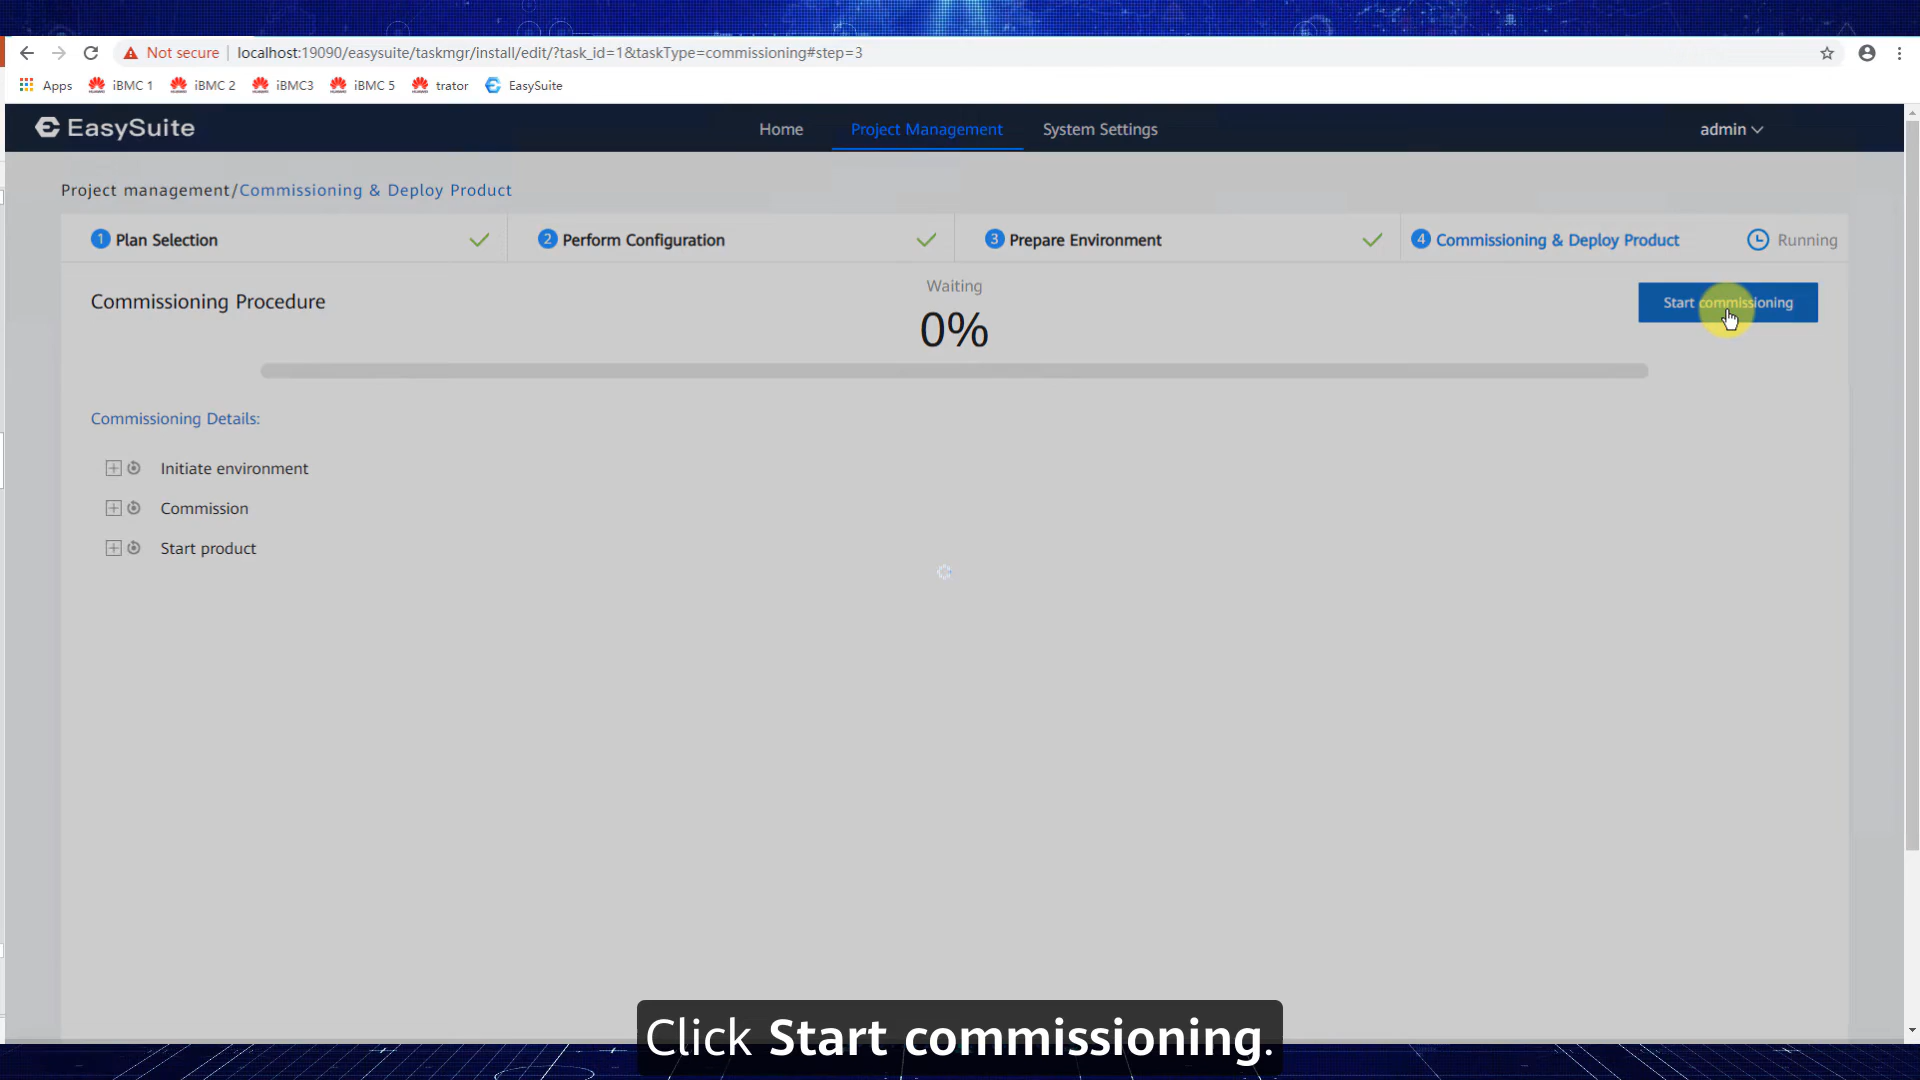 Not secure localhost:19090/easysuite/taskmgr/install/edit/?task_id=1&taskType=commissioning#step=3
Apps iBMC 1 iBMC 2 iBMC3 iBMC 5 trator EasySuite
EasySuite Home Project Management System Settings admin
Project management/Commissioning & Deploy Product
1 Plan Selection 2 Perform Configuration 3 Prepare Environment 4 Commissioning & Deploy Product Running
Waiting
Commissioning Procedure 0% Start commissioning
Commissioning Details:
Initiate environment
Commission
Start product
Click Start commissioning.